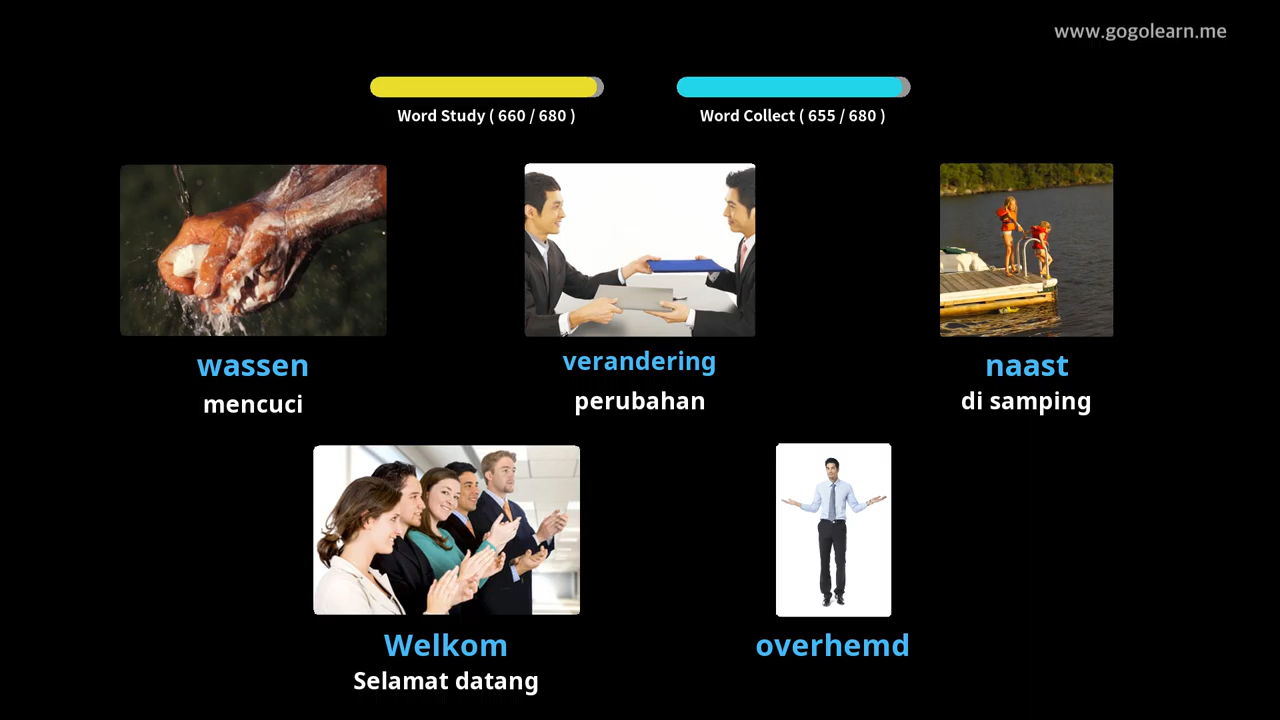 www.gogolearn.me
Word Study ( 660 / 680 )
Word Collect ( 655 / 680 )
wassen
mencuci
verandering
perubahan
naast
di samping
Welkom
Selamat datang
overhemd